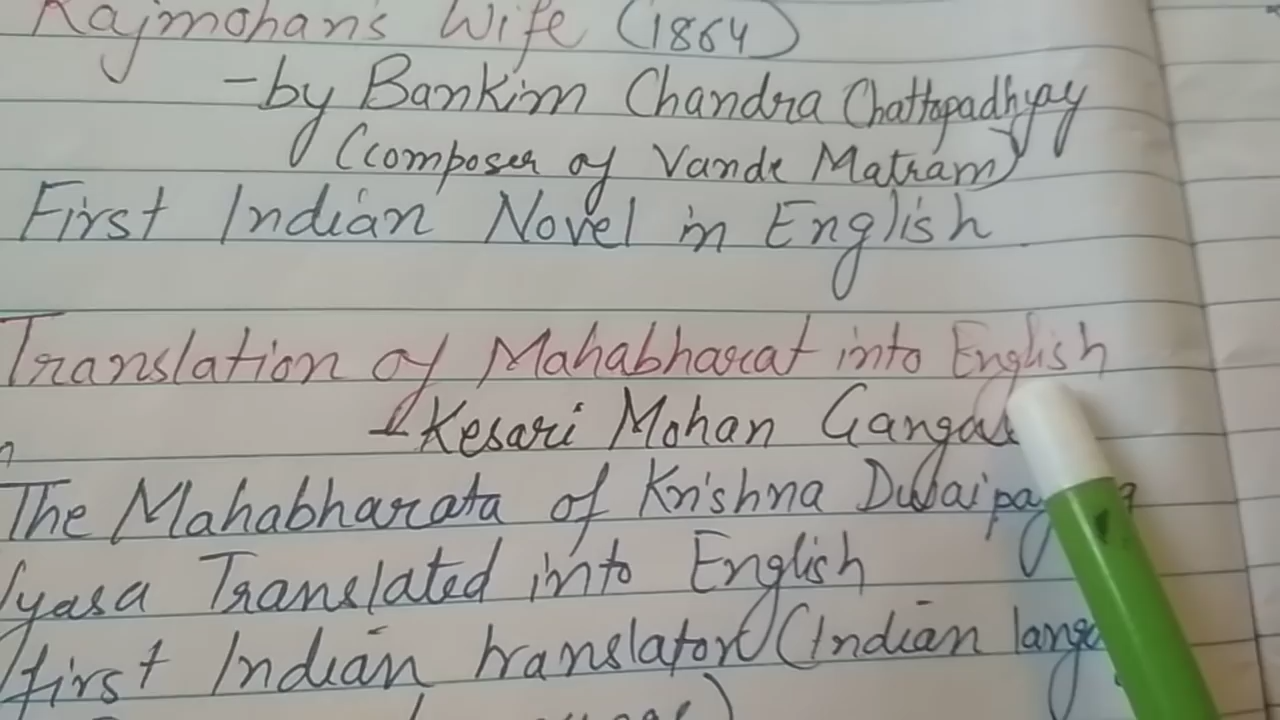 Rajmohan's Wife (1864)
-by Bankim Chandra Chattopadhyay
(composer of Vande Matram)
First Indian Novel in English
Translation of Mahabharat into English
Kesari Mohan
The Mahabharata of Krishna
Translated into English
first Indian translator (Indian